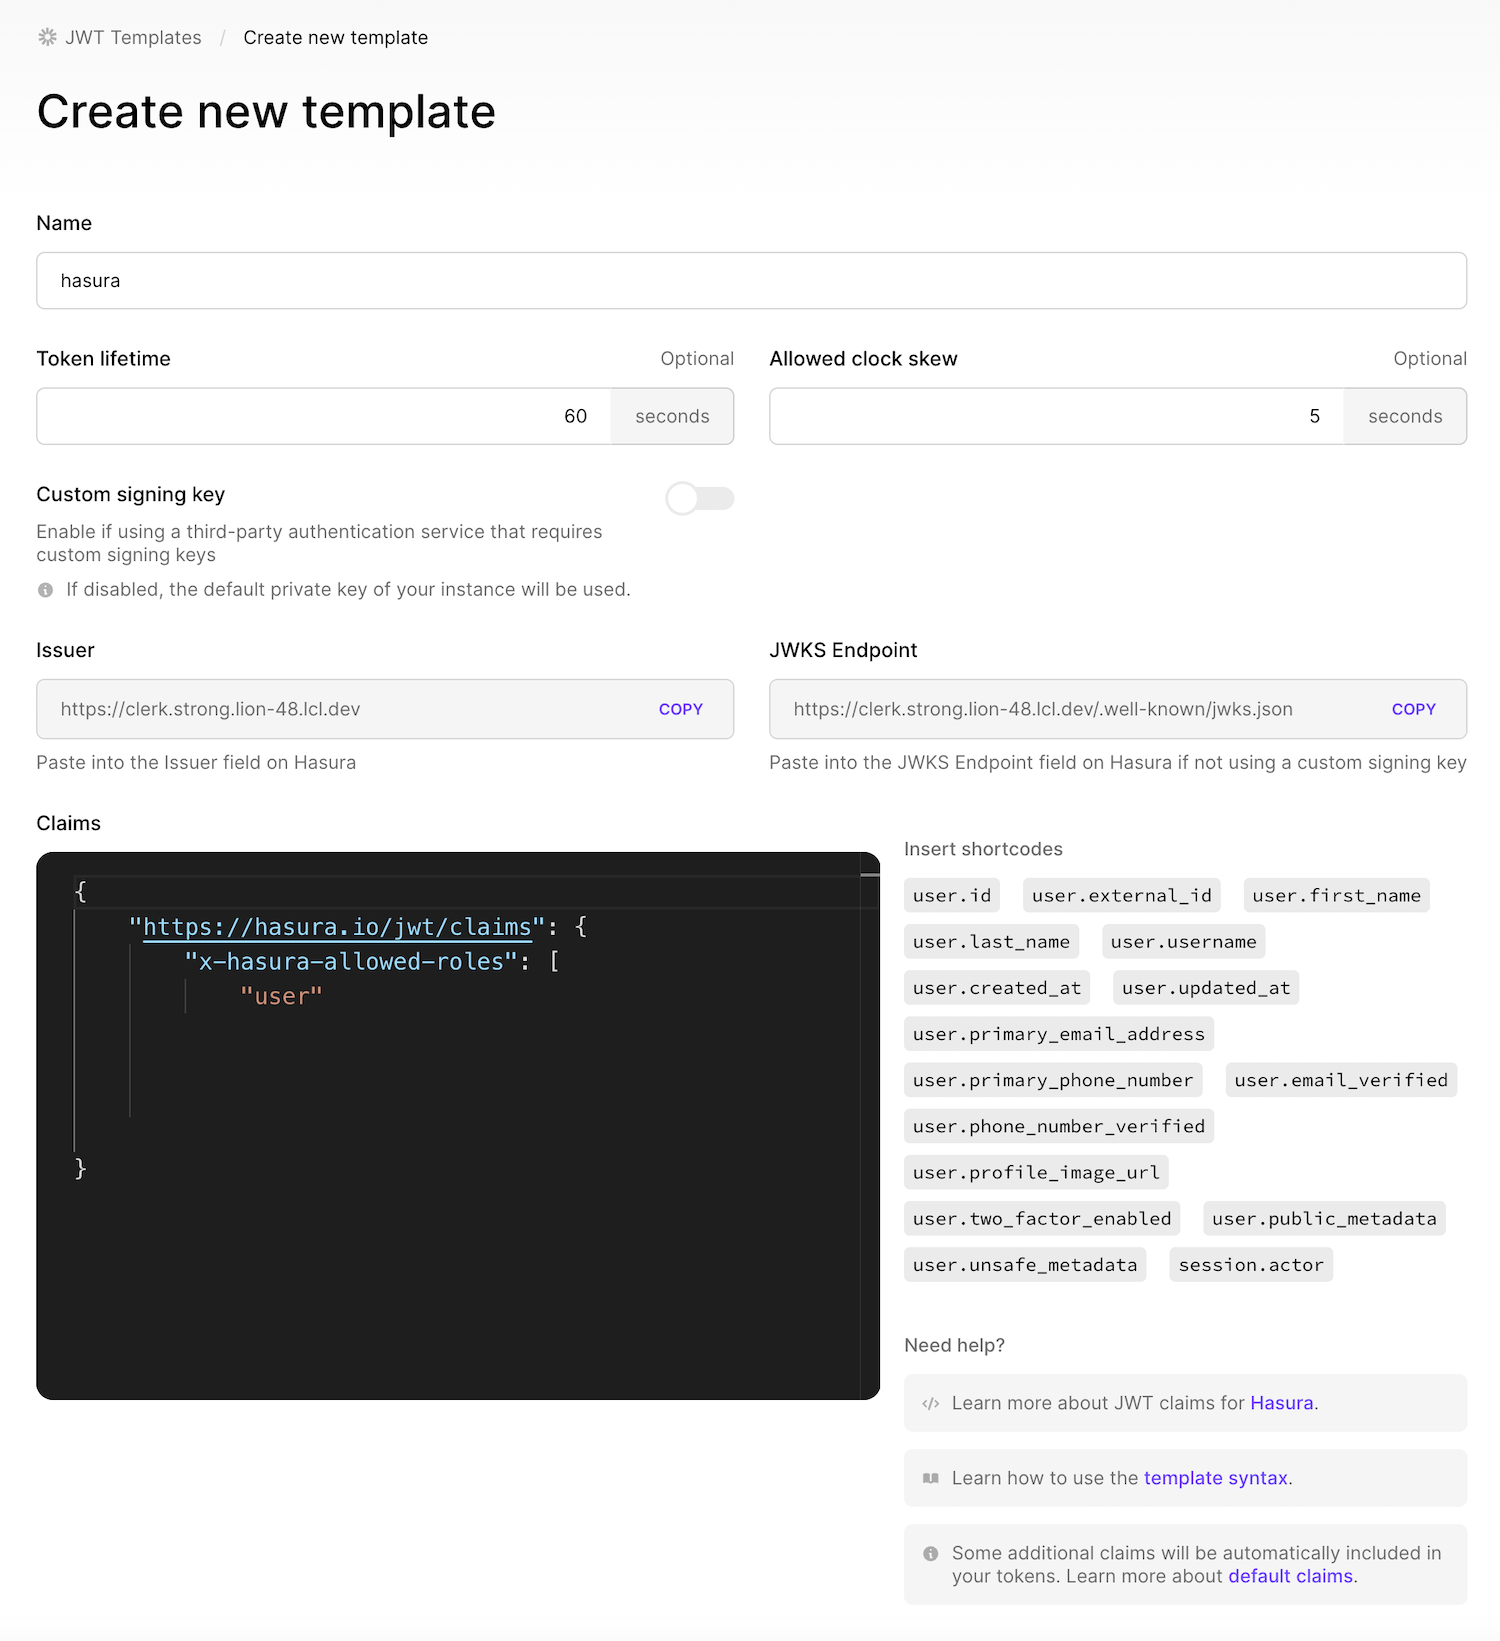 JWT Templates / Create new template
Create new template
Name
hasura
Token lifetime Optional
60 seconds
Allowed clock skew Optional
5 seconds
Custom signing key
Enable if using a third-party authentication service that requires
custom signing keys
If disabled, the default private key of your instance will be used.
Issuer
https://clerk.strong.lion-48.lcl.dev COPY
Paste into the Issuer field on Hasura
JWKS Endpoint
https://clerk.strong.lion-48.lcl.dev/.well-known/jwks.json COPY
Paste into the JWKS Endpoint field on Hasura if not using a custom signing key
Claims
{
"https://hasura.io/jwt/claims": {
"x-hasura-allowed-roles": [
"user"
}
Insert shortcodes
user.id user.external_id user.first_name
user.last_name user.username
user.created_at user.updated_at
user.primary_email_address
user.primary_phone_number user.email_verified
user.phone_number_verified
user.profile_image_url
user.two_factor_enabled user.public_metadata
user.unsafe_metadata session.actor
Need help?
</> Learn more about JWT claims for Hasura.
Learn how to use the template syntax.
Some additional claims will be automatically included in
your tokens. Learn more about default claims.